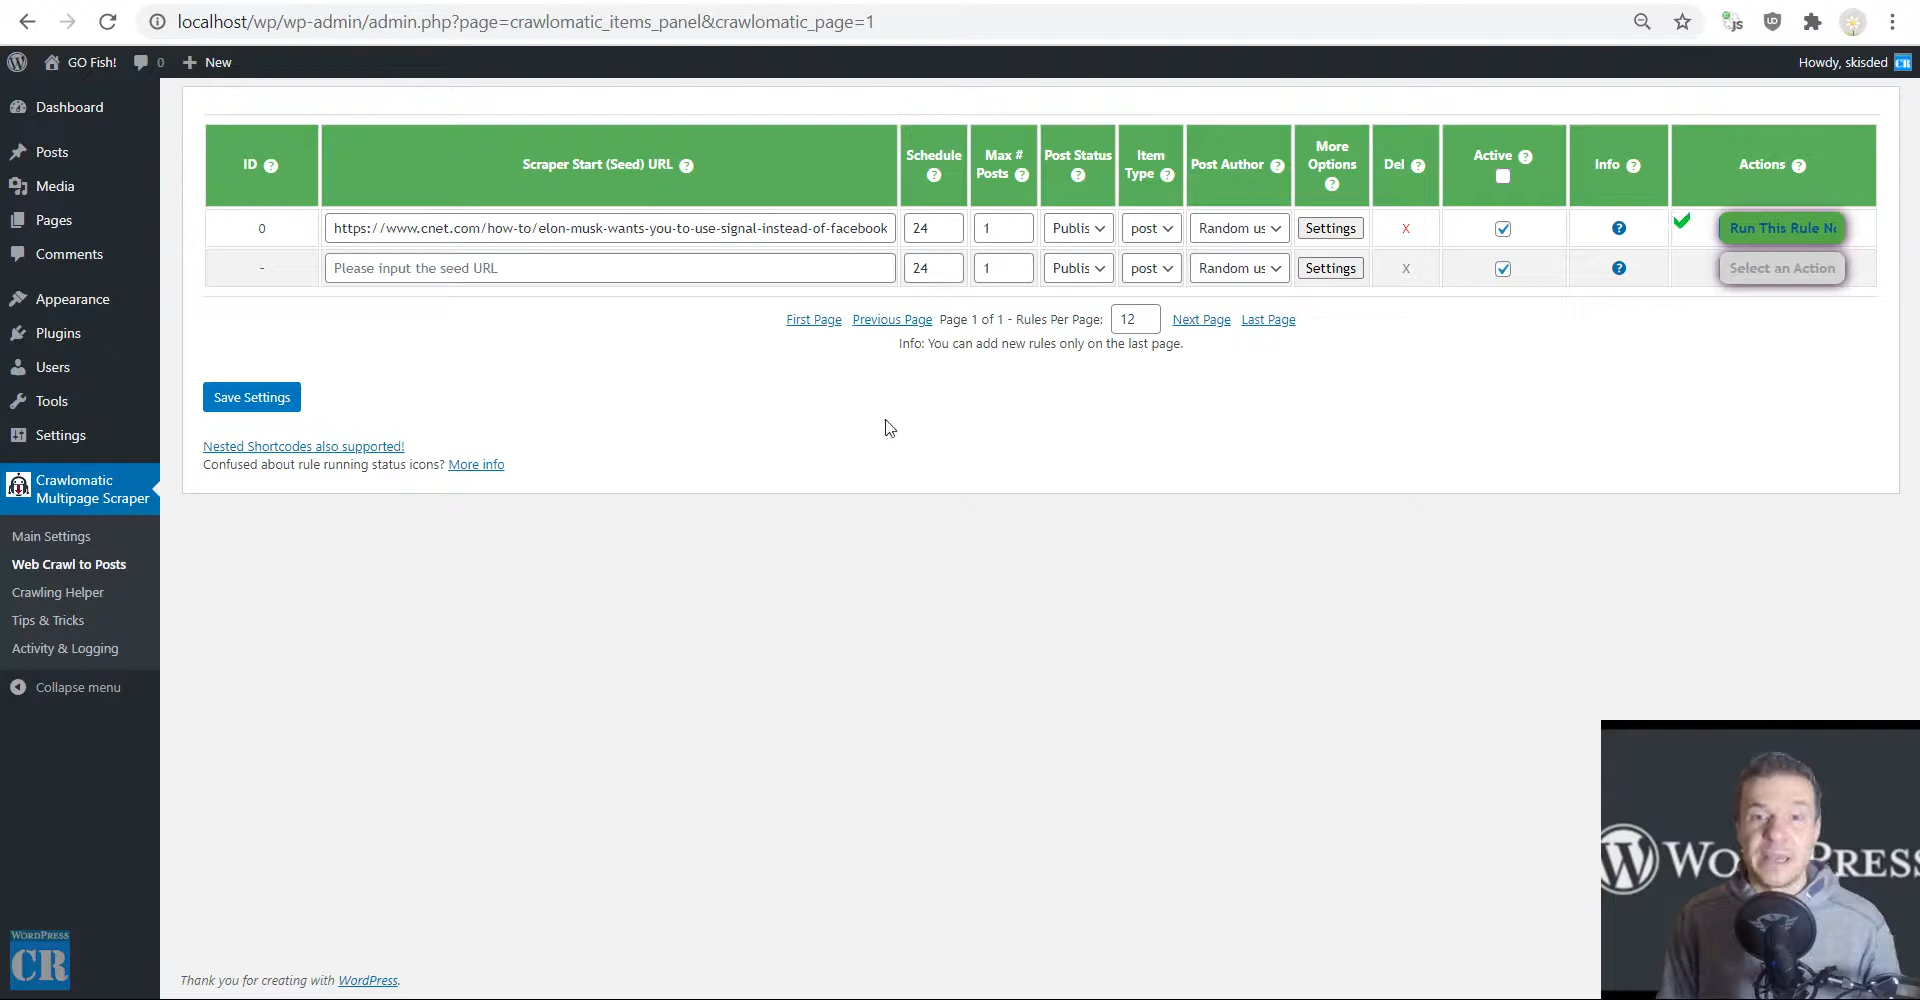 localhost/wp/wp-admin/admin.php?page=crawlomatic_items_panel&crawlomatic_page=1
GO Fish!
0
New
Howdy, skisded
CR
Dashboard
Posts
Media
Pages
Comments
Appearance
Plugins
Users
Tools
Settings
Crawlomatic
Multipage Scraper
Main Settings
Web Crawl to Posts
Crawling Helper
Tips & Tricks
Activity & Logging
Collapse menu
WORDPRESS
CR
ID
Scraper Start (Seed) URL
Schedule
Max #
Posts
Post Status
Item
Type
Post Author
More
Options
Del
Active
Info
Actions
0
https://www.cnet.com/how-to/elon-musk-wants-you-to-use-signal-instead-of-facebook
24
1
Publis
post
Random us
Settings
X
Run This Rule No
-
Please input the seed URL
24
1
Publis
post
Random us
Settings
X
Select an Action
First Page Previous Page Page 1 of 1 - Rules Per Page: 12 Next Page Last Page
Info: You can add new rules only on the last page.
Save Settings
Nested Shortcodes also supported!
Confused about rule running status icons? More info
Thank you for creating with WordPress.